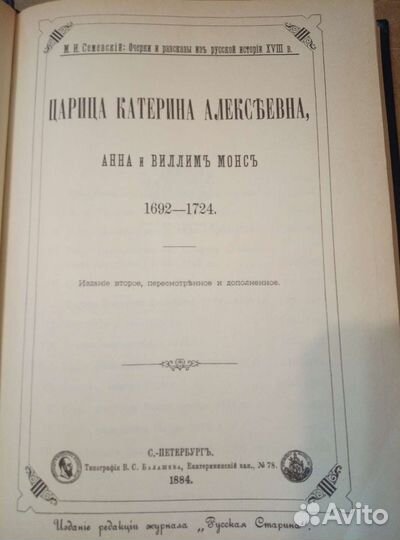 М. И. Семевскій: Очерки и разсказы изъ русской исторіи XVIII в.
ЦАРИЦА КАТЕРИНА АЛЕКСѢЕВНА,
АННА и ВИЛЛИМЪ МОНСЪ
1692—1724.
Изданіе второе, пересмотрѣнное и дополненное.
С.-ПЕТЕРБУРГЪ.
Типографія В. С. Балашева, Екатерининскій кан., № 78.
1884.
Изданіе редакціи журнала „Русская Старина".
Avito